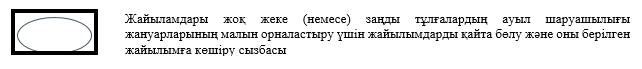 Жайыламдары жоқ жеке (немесе) заңды тұлғалардың ауыл шаруашылығы
жануарларының малын орналастыру үшін жайылымдарды қайта бөлу және оны берілген
жайылымға көшіру сызбасы